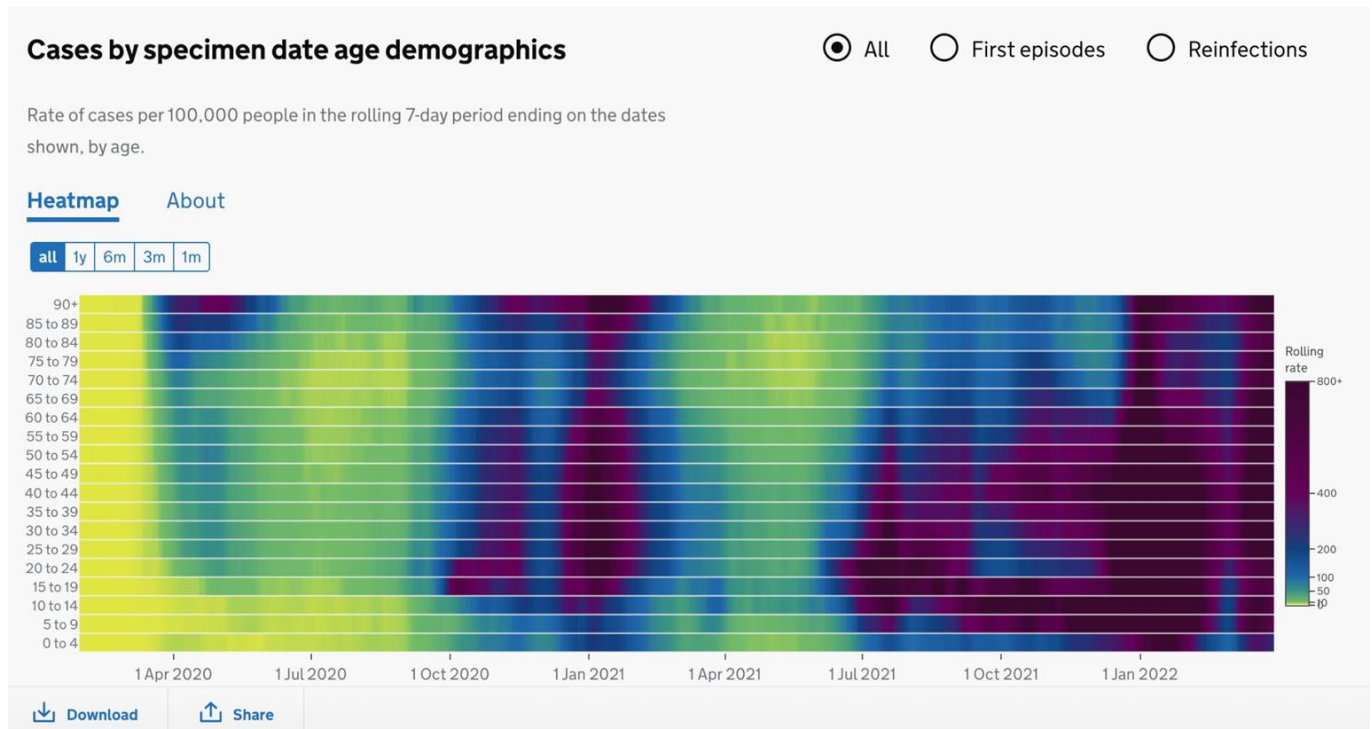 Cases by specimen date age demographics
All
First episodes
Reinfections
Rate of cases per 100,000 people in the rolling 7-day period ending on the dates
shown, by age.
Heatmap
About
all
1y
6m
3m
1m
90+
85 to 89
80 to 84
75 to 79
70 to 74
65 to 69
60 to 64
55 to 59
50 to 54
45 to 49
40 to 44
35 to 39
30 to 34
25 to 29
20 to 24
15 to 19
10 to 14
5 to 9
0 to 4
Rolling
rate
800+
400
200
100
50
1 Apr 2020
1 Jul 2020
1 Oct 2020
1 Jan 2021
1 Apr 2021
1 Jul 2021
1 Oct 2021
1 Jan 2022
Download
Share